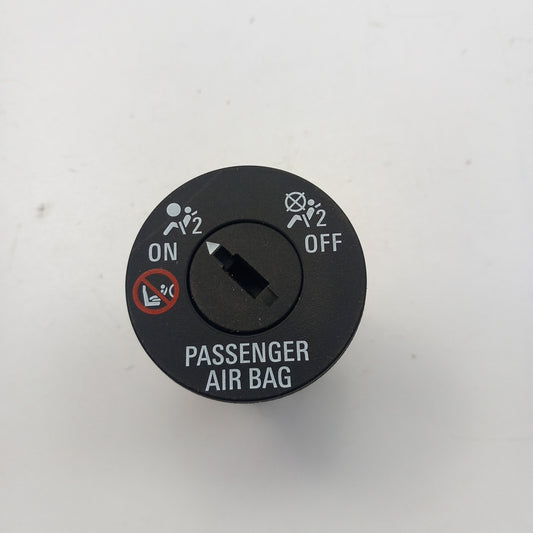 2 2
ON OFF
PASSENGER
AIR BAG